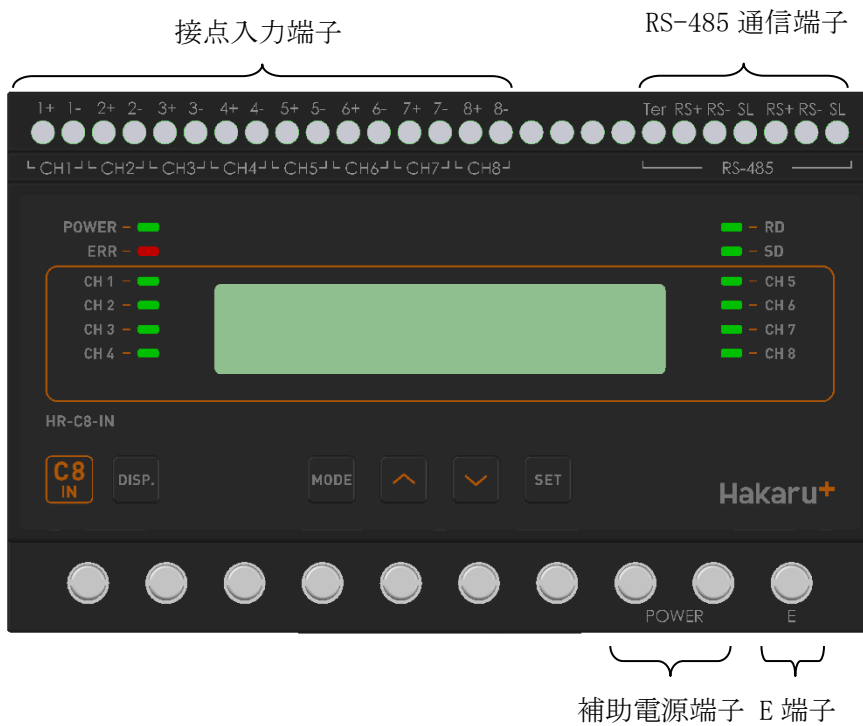 接点入力端子
RS-485 通信端子
1+ 1- 2+ 2- 3+ 3- 4+ 4- 5+ 5- 6+ 6- 7+ 7- 8+ 8-
Ter RS+ RS- SL RS+ RS- SL
CH1 CH2 CH3 CH4 CH5 CH6 CH7 CH8
RS-485
POWER
RD
ERR
SD
CH 1
CH 5
CH 2
CH 6
CH 3
CH 7
CH 4
CH 8
HR-C8-IN
C8
IN
DISP.
MODE
SET
Hakaru+
POWER
E
補助電源端子
E 端子